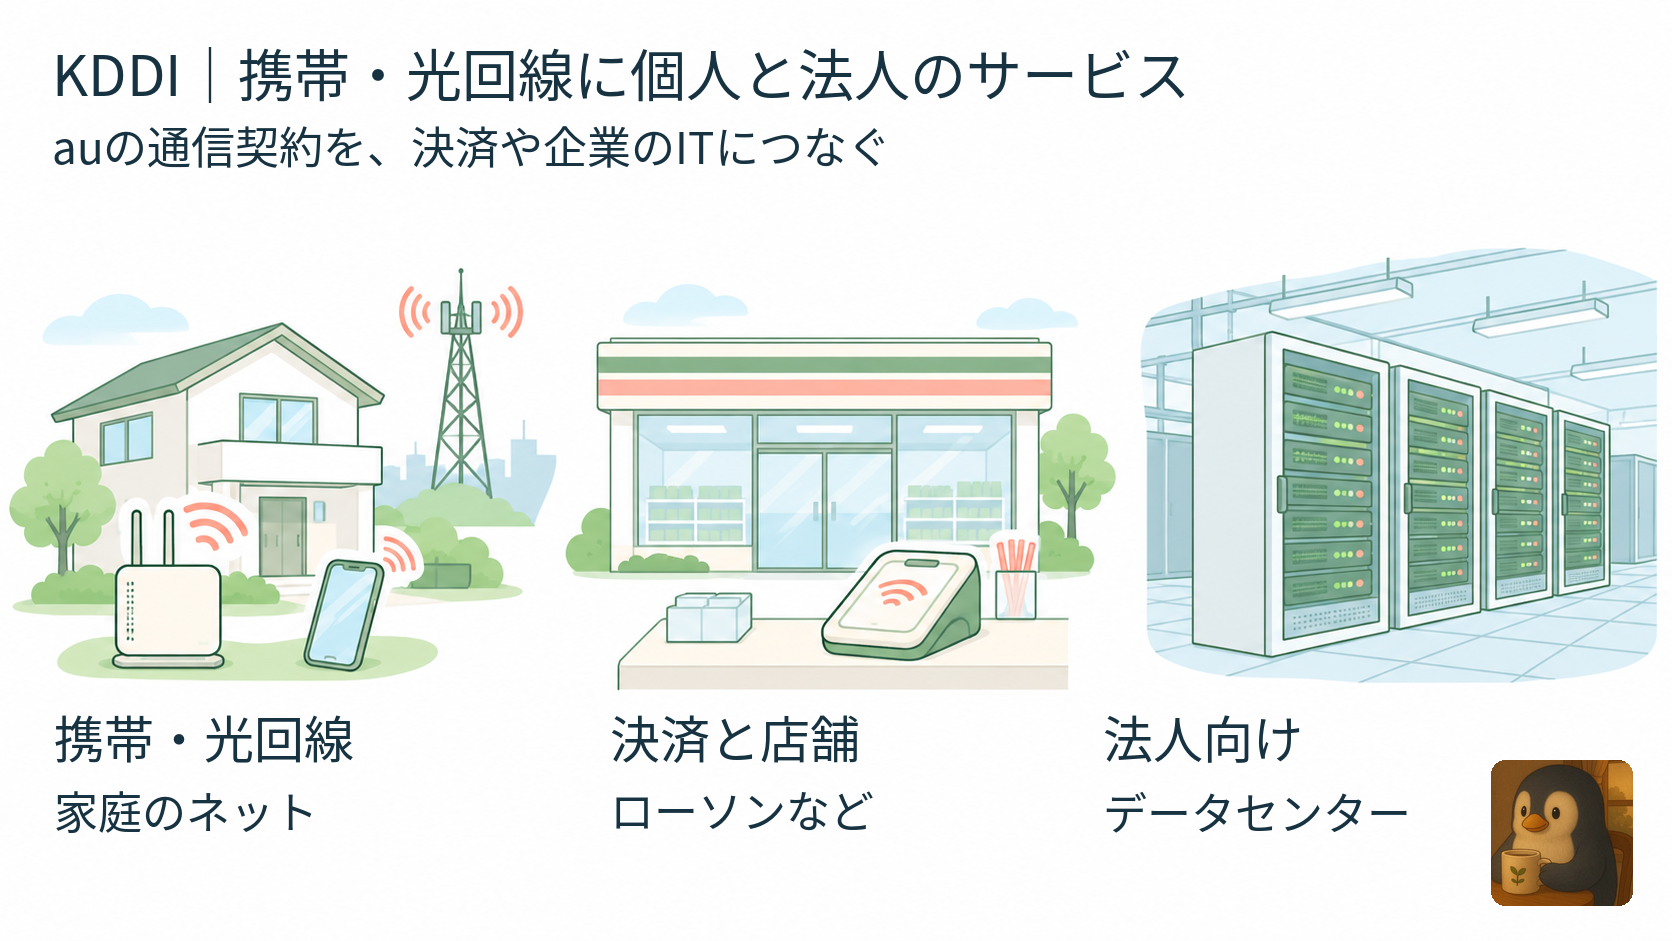 KDDI｜携帯・光回線に個人と法人のサービス
auの通信契約を、決済や企業のITにつなぐ
携帯・光回線
家庭のネット
決済と店舗
ローソンなど
法人向け
データセンター